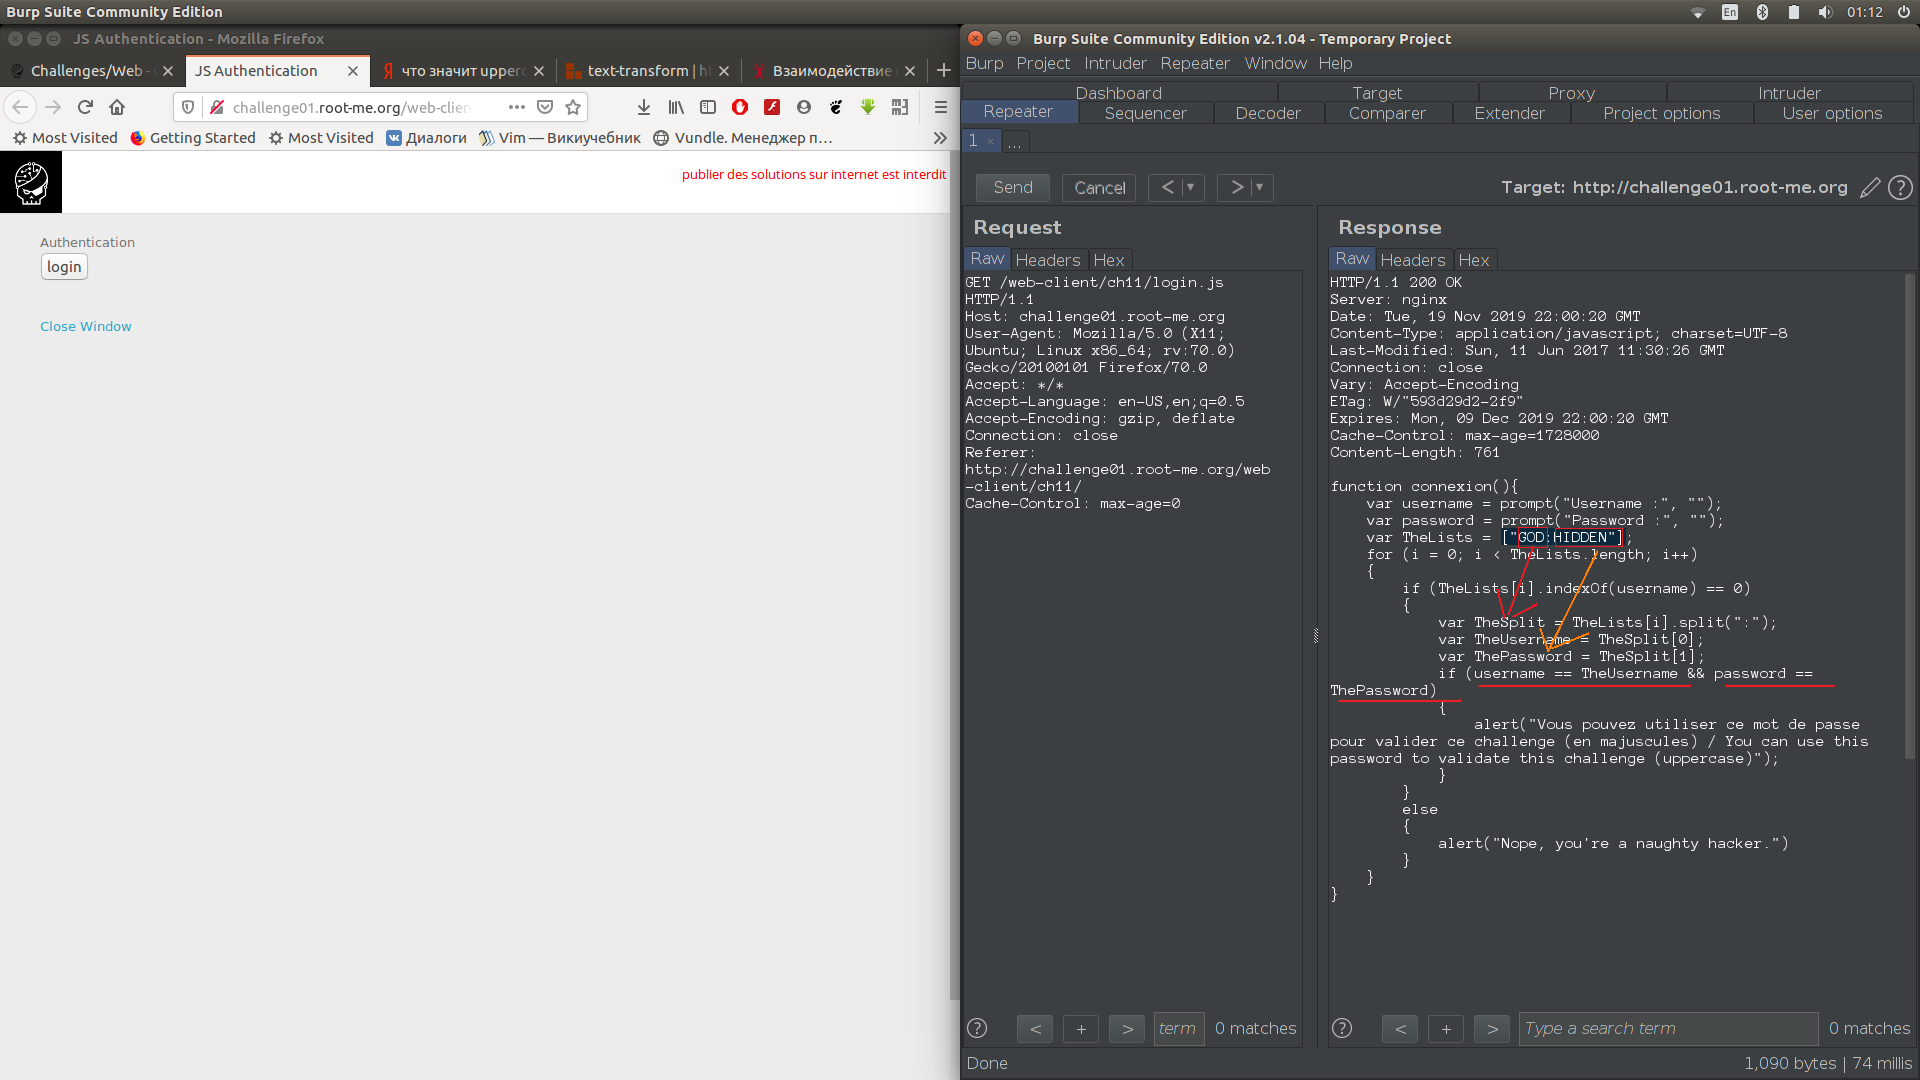 Burp Suite Community Edition
En
01:12
JS Authentication - Mozilla Firefox
Challenges/Web -
JS Authentication
что значит upperc
text-transform | ht
Взаимодействие
challenge01.root-me.org/web-clien
Most Visited
Getting Started
Most Visited
Диалоги
Vim — Викиучебник
Vundle. Менеджер п…
publier des solutions sur internet est interdit
Authentication
login
Close Window
Burp Suite Community Edition v2.1.04 - Temporary Project
Burp Project Intruder Repeater Window Help
Dashboard Target Proxy Intruder
Repeater Sequencer Decoder Comparer Extender Project options User options
1 × ...
Send Cancel < > Target: http://challenge01.root-me.org
Request
Raw Headers Hex
GET /web-client/ch11/login.js
HTTP/1.1
Host: challenge01.root-me.org
User-Agent: Mozilla/5.0 (X11;
Ubuntu; Linux x86_64; rv:70.0)
Gecko/20100101 Firefox/70.0
Accept: */*
Accept-Language: en-US,en;q=0.5
Accept-Encoding: gzip, deflate
Connection: close
Referer:
http://challenge01.root-me.org/web
-client/ch11/
Cache-Control: max-age=0
? < + > term 0 matches
Response
Raw Headers Hex
HTTP/1.1 200 OK
Server: nginx
Date: Tue, 19 Nov 2019 22:00:20 GMT
Content-Type: application/javascript; charset=UTF-8
Last-Modified: Sun, 11 Jun 2017 11:30:26 GMT
Connection: close
Vary: Accept-Encoding
ETag: W/"593d29d2-2f9"
Expires: Mon, 09 Dec 2019 22:00:20 GMT
Cache-Control: max-age=1728000
Content-Length: 761
function connexion(){
var username = prompt("Username :", "");
var password = prompt("Password :", "");
var TheLists = ["GOD:HIDDEN"];
for (i = 0; i < TheLists.length; i++)
{
if (TheLists[i].indexOf(username) == 0)
{
var TheSplit = TheLists[i].split(":");
var TheUsername = TheSplit[0];
var ThePassword = TheSplit[1];
if (username == TheUsername && password ==
ThePassword)
{
alert("Vous pouvez utiliser ce mot de passe
pour valider ce challenge (en majuscules) / You can use this
password to validate this challenge (uppercase)");
}
}
else
{
alert("Nope, you're a naughty hacker.")
}
}
}
? < + > Type a search term 0 matches
Done
1,090 bytes | 74 millis